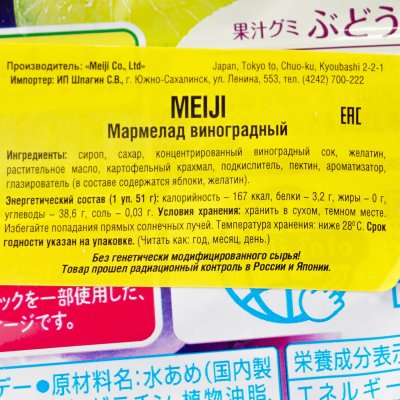 果汁グミ ぶどう
Производитель: «Meiji Co., Ltd» Japan, Tokyo to, Chuo-ku, Kyoubashi 2-2-1
Импортер: ИП Шпагин С.В., г. Южно-Сахалинск, ул. Ленина, 553, тел. (4242) 700-222
MEIJI
EAC
Мармелад виноградный
Ингредиенты: сироп, сахар, концентрированный виноградный сок, желатин,
растительное масло, картофельный крахмал, подкислитель, пектин, ароматизатор,
глазирователь (в составе содержатся яблоки, желатин).
Энергетический состав (1 уп. 51 г): калорийность – 167 ккал, белки – 3,2 г, жиры – 0 г,
углеводы – 38,6 г, соль – 0,03 г. Условия хранения: хранить в сухом, темном месте.
Избегайте попадания прямых солнечных лучей. Температура хранения: ниже 28°С. Срок
годности указан на упаковке. (Читать как: год, месяц, день.)
Без генетически модифицированного сырья!
Товар прошел радиационный контроль в России и Японии.
ックを一部使用した、
ージです。
デー ●原材料名:水あめ(国内製
栄養成分表示
エネルギー